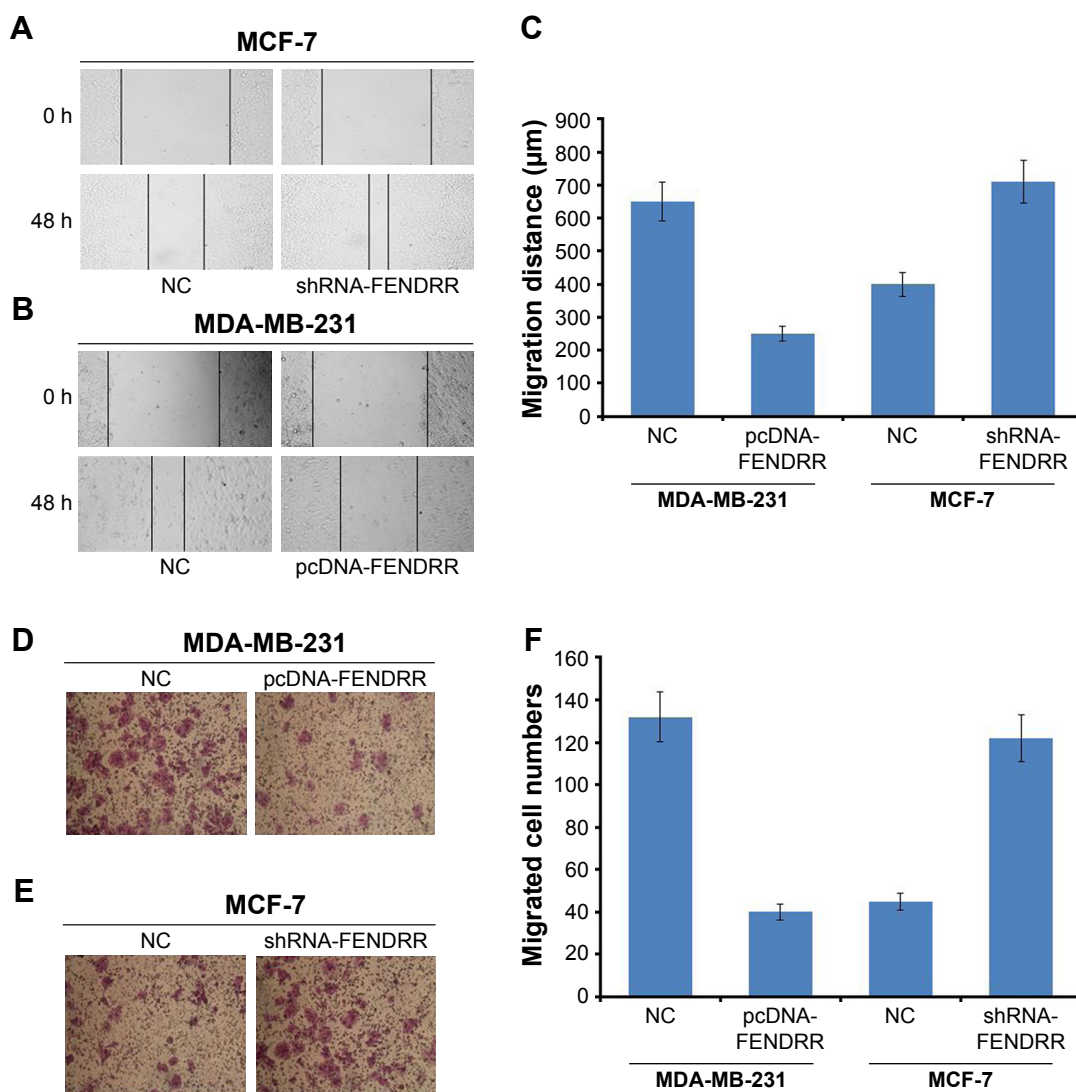 A
MCF-7
0 h
48 h
NC shRNA-FENDRR
B
MDA-MB-231
0 h
48 h
NC pcDNA-FENDRR
C
Migration distance (µm)
900
800
700
600
500
400
300
200
100
0
NC pcDNA-FENDRR NC shRNA-FENDRR
MDA-MB-231 MCF-7
D
MDA-MB-231
NC pcDNA-FENDRR
E
MCF-7
NC shRNA-FENDRR
F
Migrated cell numbers
160
140
120
100
80
60
40
20
0
NC pcDNA-FENDRR NC shRNA-FENDRR
MDA-MB-231 MCF-7